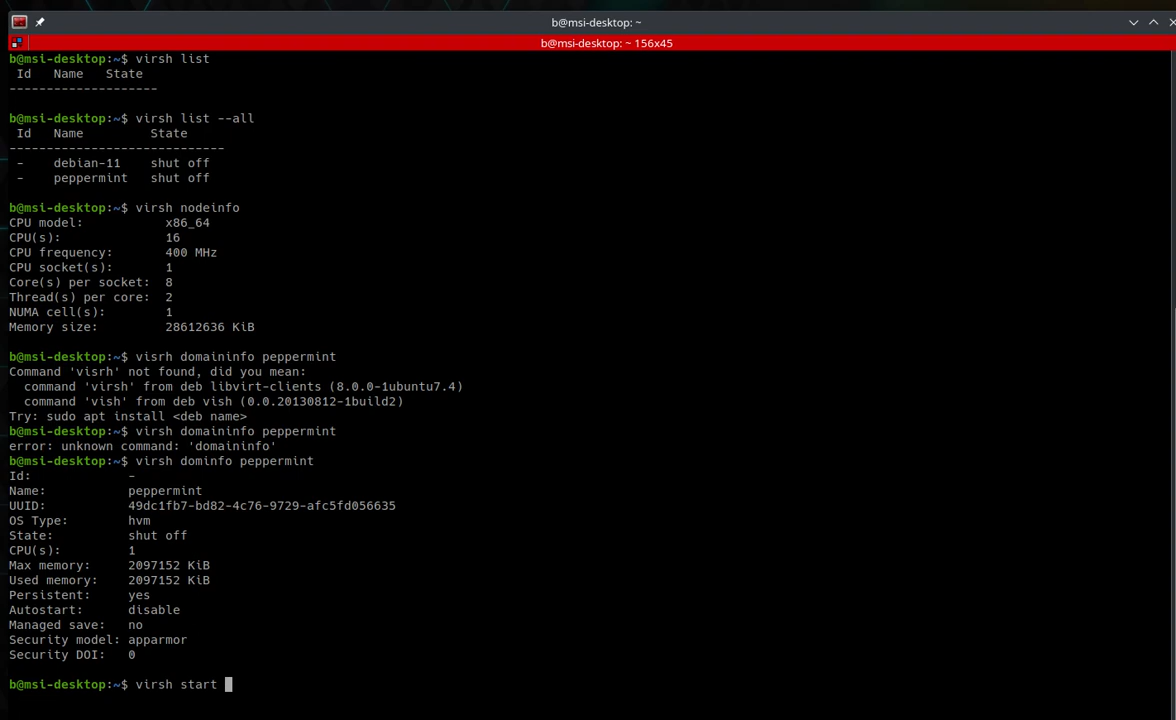 b@msi-desktop: ~
b@msi-desktop: ~ 156x45
b@msi-desktop:~$ virsh list
 Id   Name   State
--------------------

b@msi-desktop:~$ virsh list --all
 Id   Name         State
-----------------------------
 -    debian-11    shut off
 -    peppermint   shut off

b@msi-desktop:~$ virsh nodeinfo
CPU model:           x86_64
CPU(s):              16
CPU frequency:       400 MHz
CPU socket(s):       1
Core(s) per socket:  8
Thread(s) per core:  2
NUMA cell(s):        1
Memory size:         28612636 KiB

b@msi-desktop:~$ visrh domaininfo peppermint
Command 'visrh' not found, did you mean:
  command 'virsh' from deb libvirt-clients (8.0.0-1ubuntu7.4)
  command 'vish' from deb vish (0.0.20130812-1build2)
Try: sudo apt install <deb name>
b@msi-desktop:~$ virsh domaininfo peppermint
error: unknown command: 'domaininfo'
b@msi-desktop:~$ virsh dominfo peppermint
Id:             -
Name:           peppermint
UUID:           49dc1fb7-bd82-4c76-9729-afc5fd056635
OS Type:        hvm
State:          shut off
CPU(s):         1
Max memory:     2097152 KiB
Used memory:    2097152 KiB
Persistent:     yes
Autostart:      disable
Managed save:   no
Security model: apparmor
Security DOI:   0

b@msi-desktop:~$ virsh start